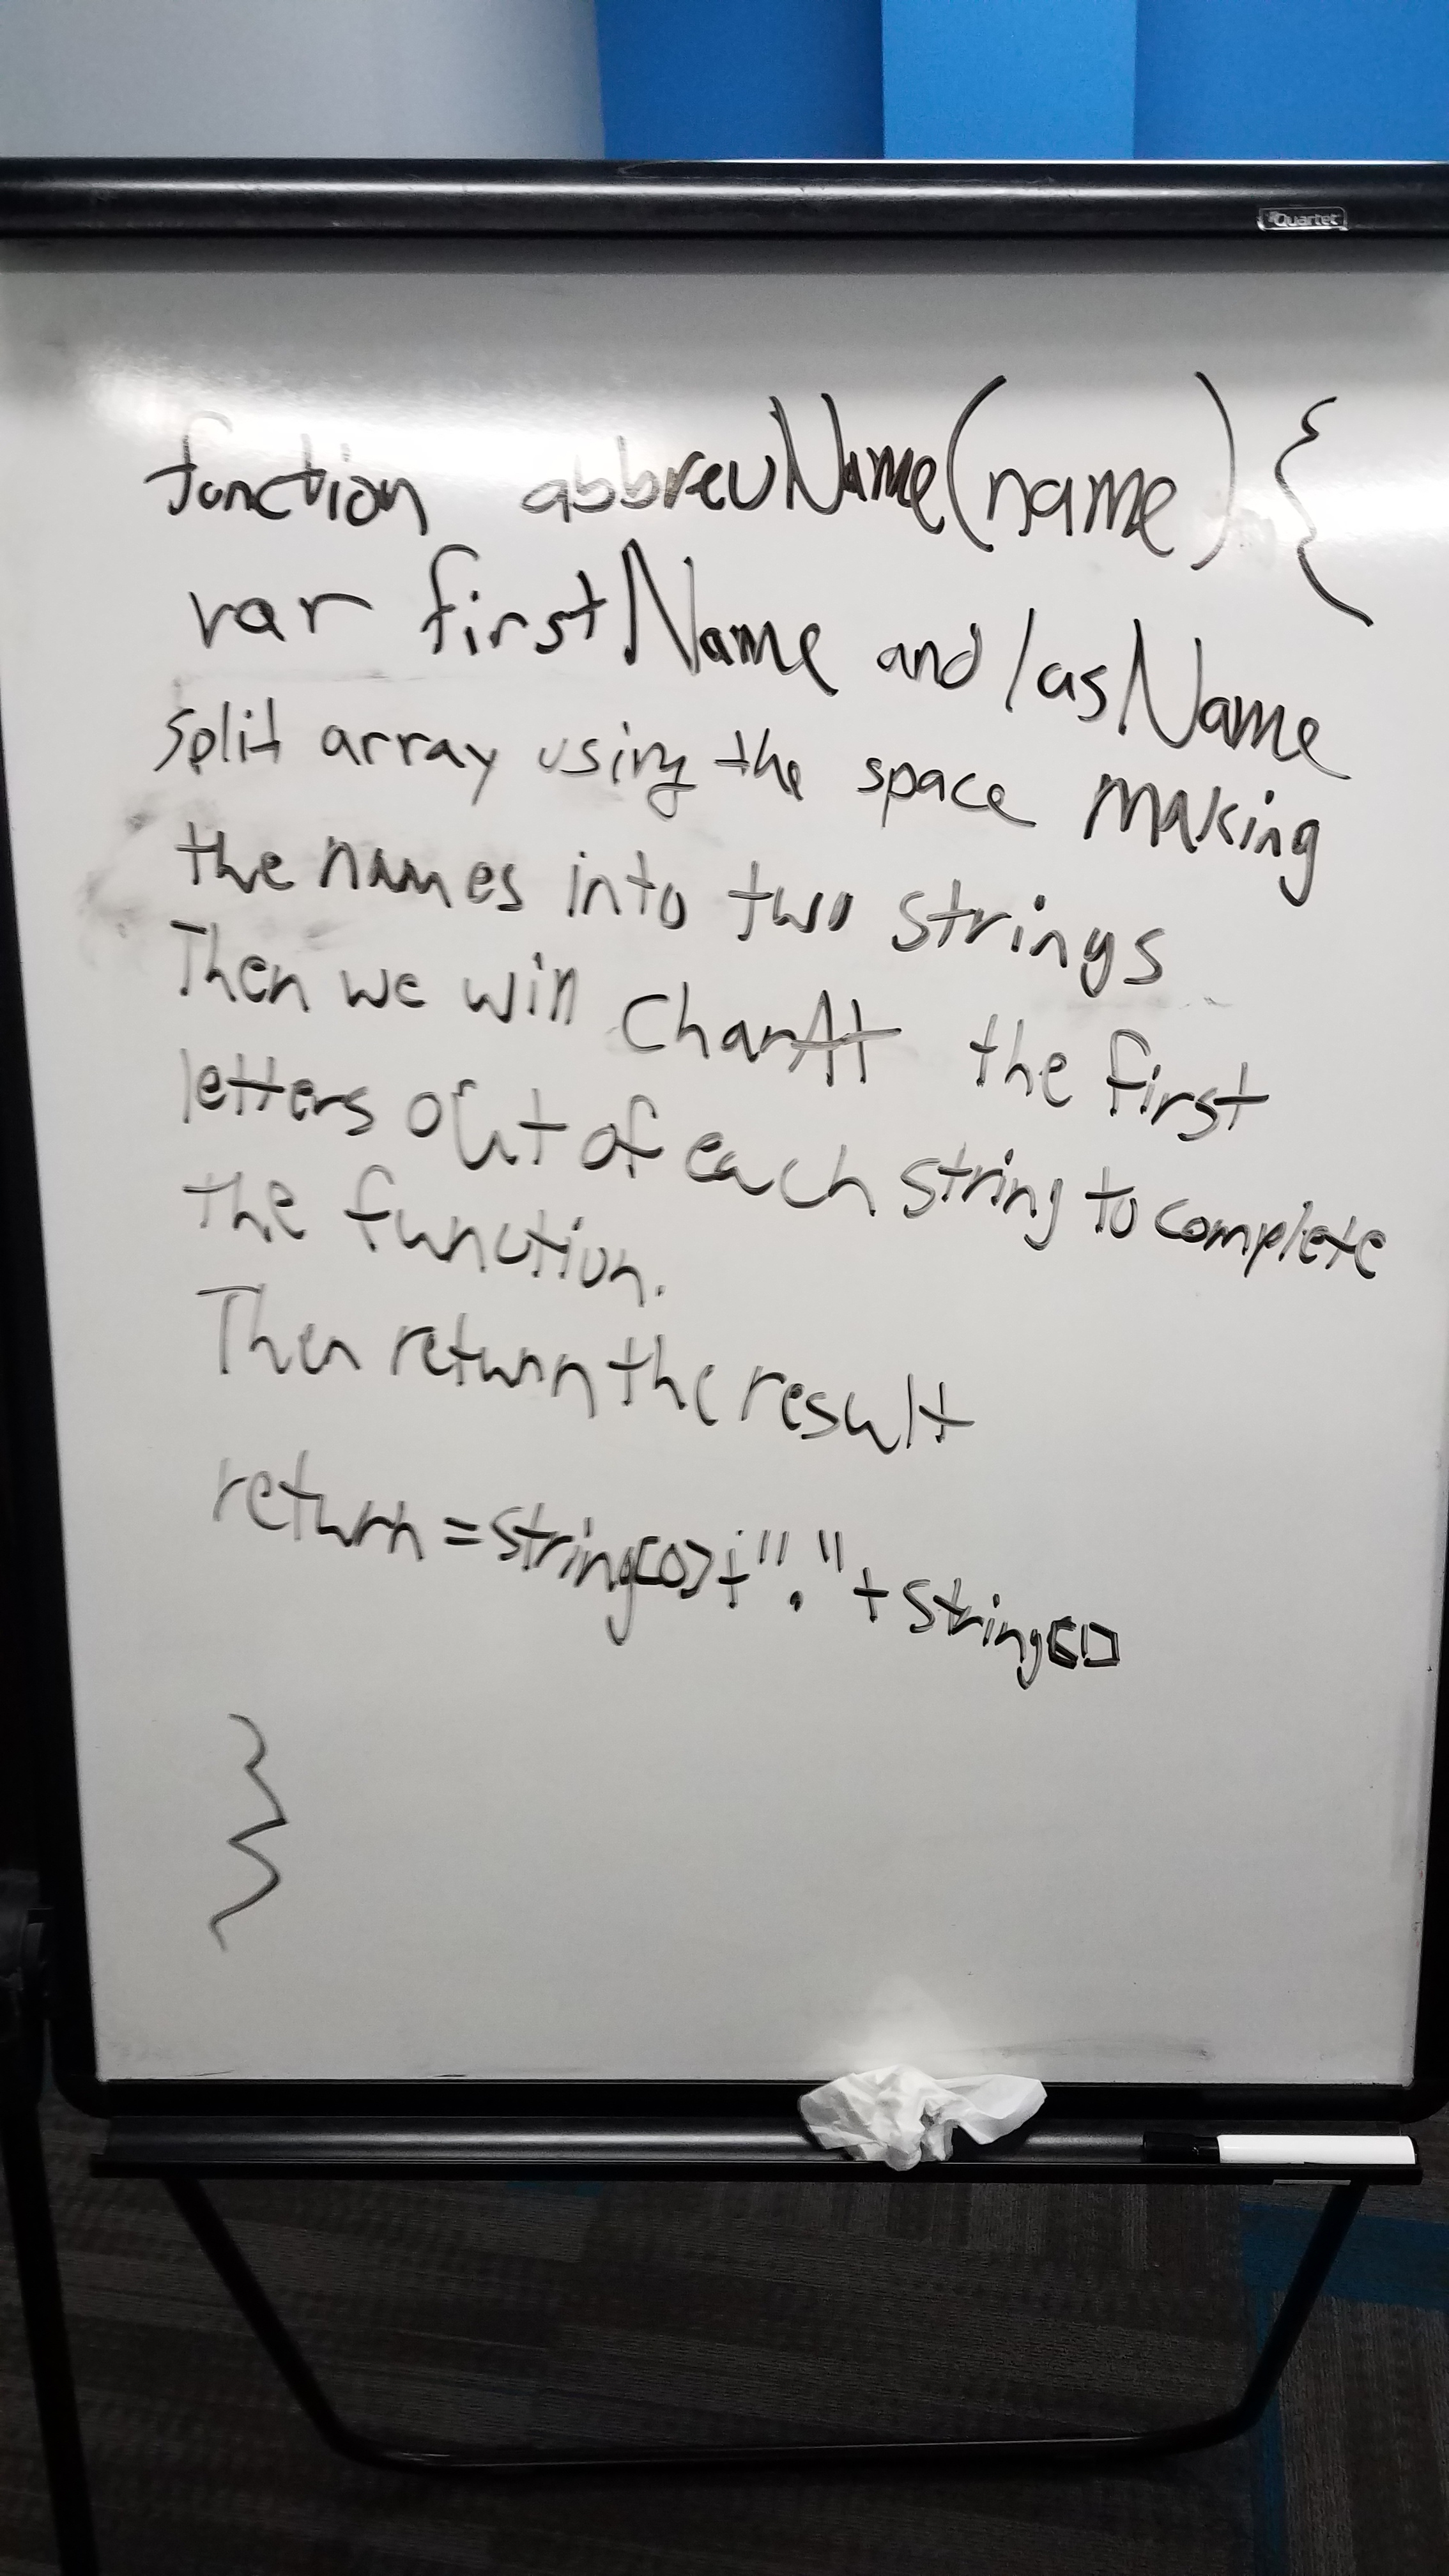 Quartet
function abbrevName(name){
var firstName and lasName
split array using the space making
the names into two strings
Then we will CharAt the first
letters out of each string to complete
the function.
Then return the result
return = string[0] + "." + string[]
}